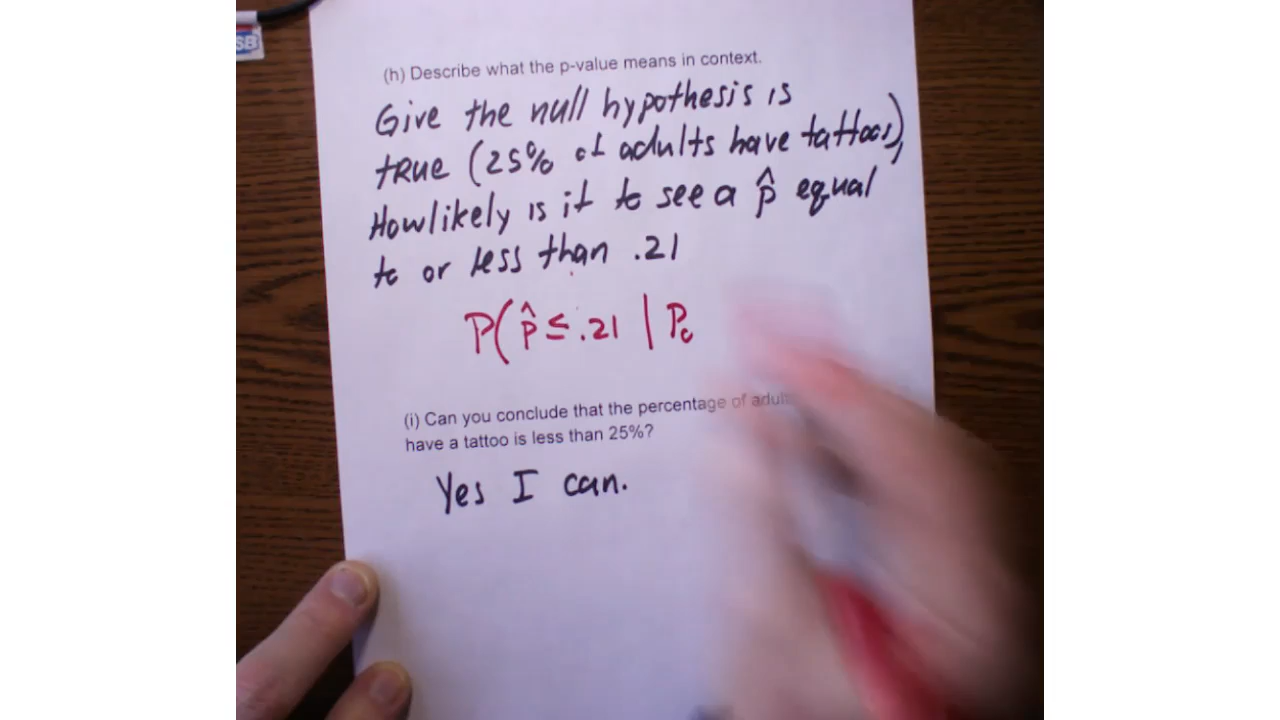 SB
(h) Describe what the p-value means in context.
Give the null hypothesis is
true (25% of adults have tattoos),
How likely is it to see a p̂ equal
to or less than .21
P(p̂ ≤ .21 | P₀
(i) Can you conclude that the percentage of
have a tattoo is less than 25%?
Yes I can.